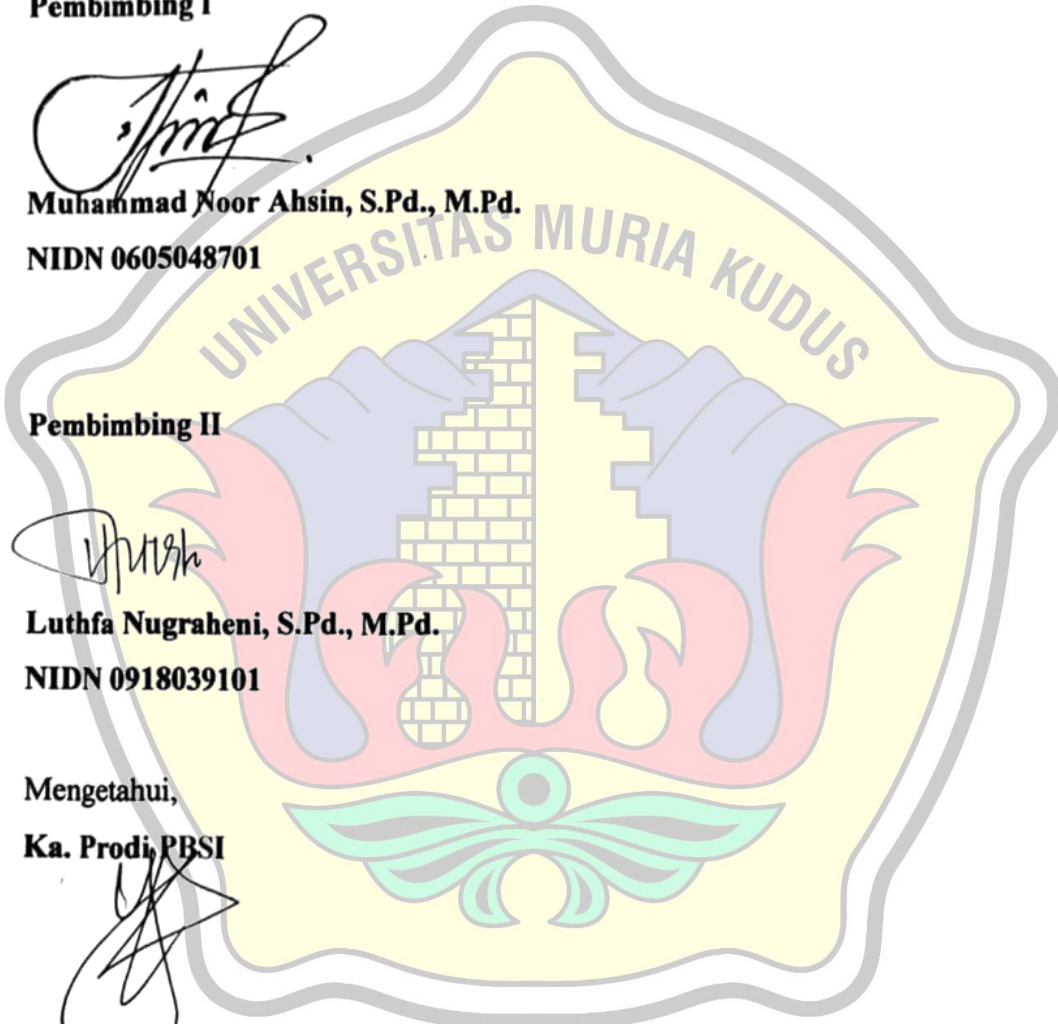 Pembimbing I
Muhammad Noor Ahsin, S.Pd., M.Pd.
NIDN 0605048701
UNIVERSITAS MURIA KUDUS
Pembimbing II
Luthfa Nugraheni, S.Pd., M.Pd.
NIDN 0918039101
Mengetahui,
Ka. Prodi PBSI